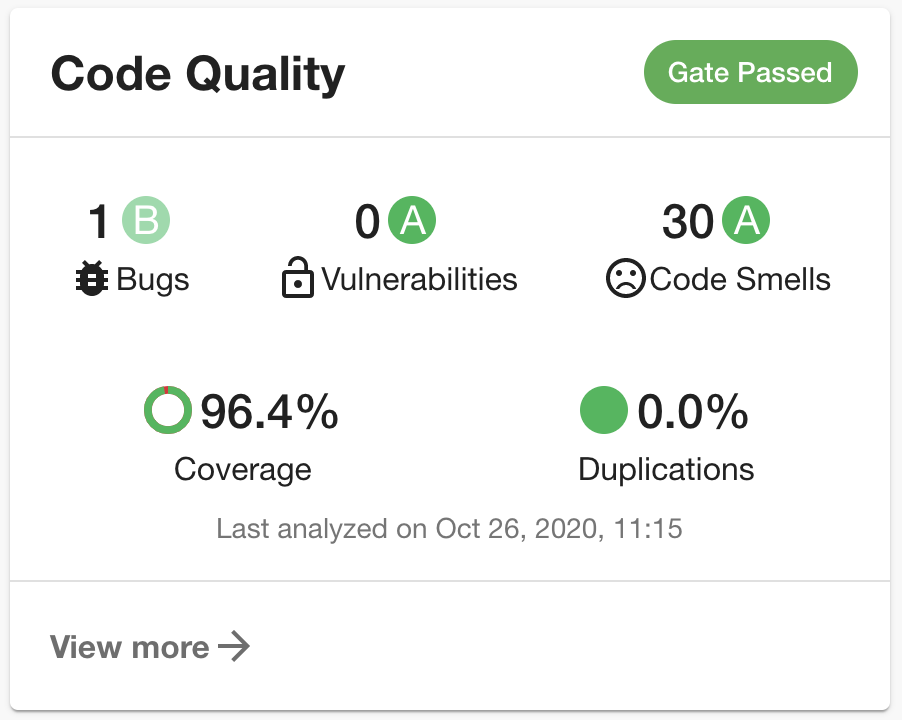 Code Quality
Gate Passed
1 B
0 A
30 A
Bugs
Vulnerabilities
Code Smells
96.4%
0.0%
Coverage
Duplications
Last analyzed on Oct 26, 2020, 11:15
View more